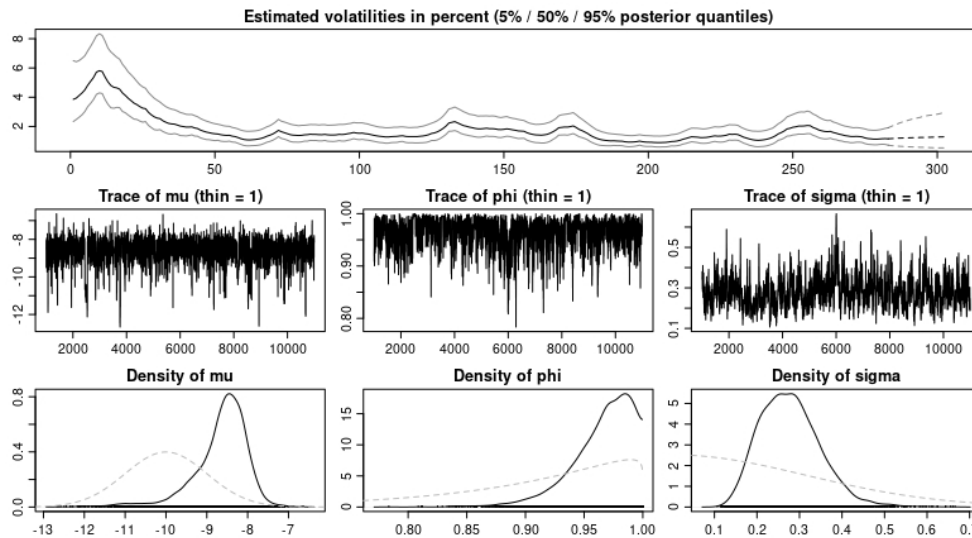 Estimated volatilities in percent (5% / 50% / 95% posterior quantiles)
8
6
4
2
0 50 100 150 200 250 300
Trace of mu (thin = 1) Trace of phi (thin = 1) Trace of sigma (thin = 1)
-8
-10
-12
2000 4000 6000 8000 10000
1.00
0.90
0.80
2000 4000 6000 8000 10000
0.5
0.3
0.1
2000 4000 6000 8000 10000
Density of mu Density of phi Density of sigma
0.8
0.4
0.0
-13 -12 -11 -10 -9 -8 -7
15
10
5
0
0.80 0.85 0.90 0.95 1.00
5
4
3
2
1
0
0.1 0.2 0.3 0.4 0.5 0.6